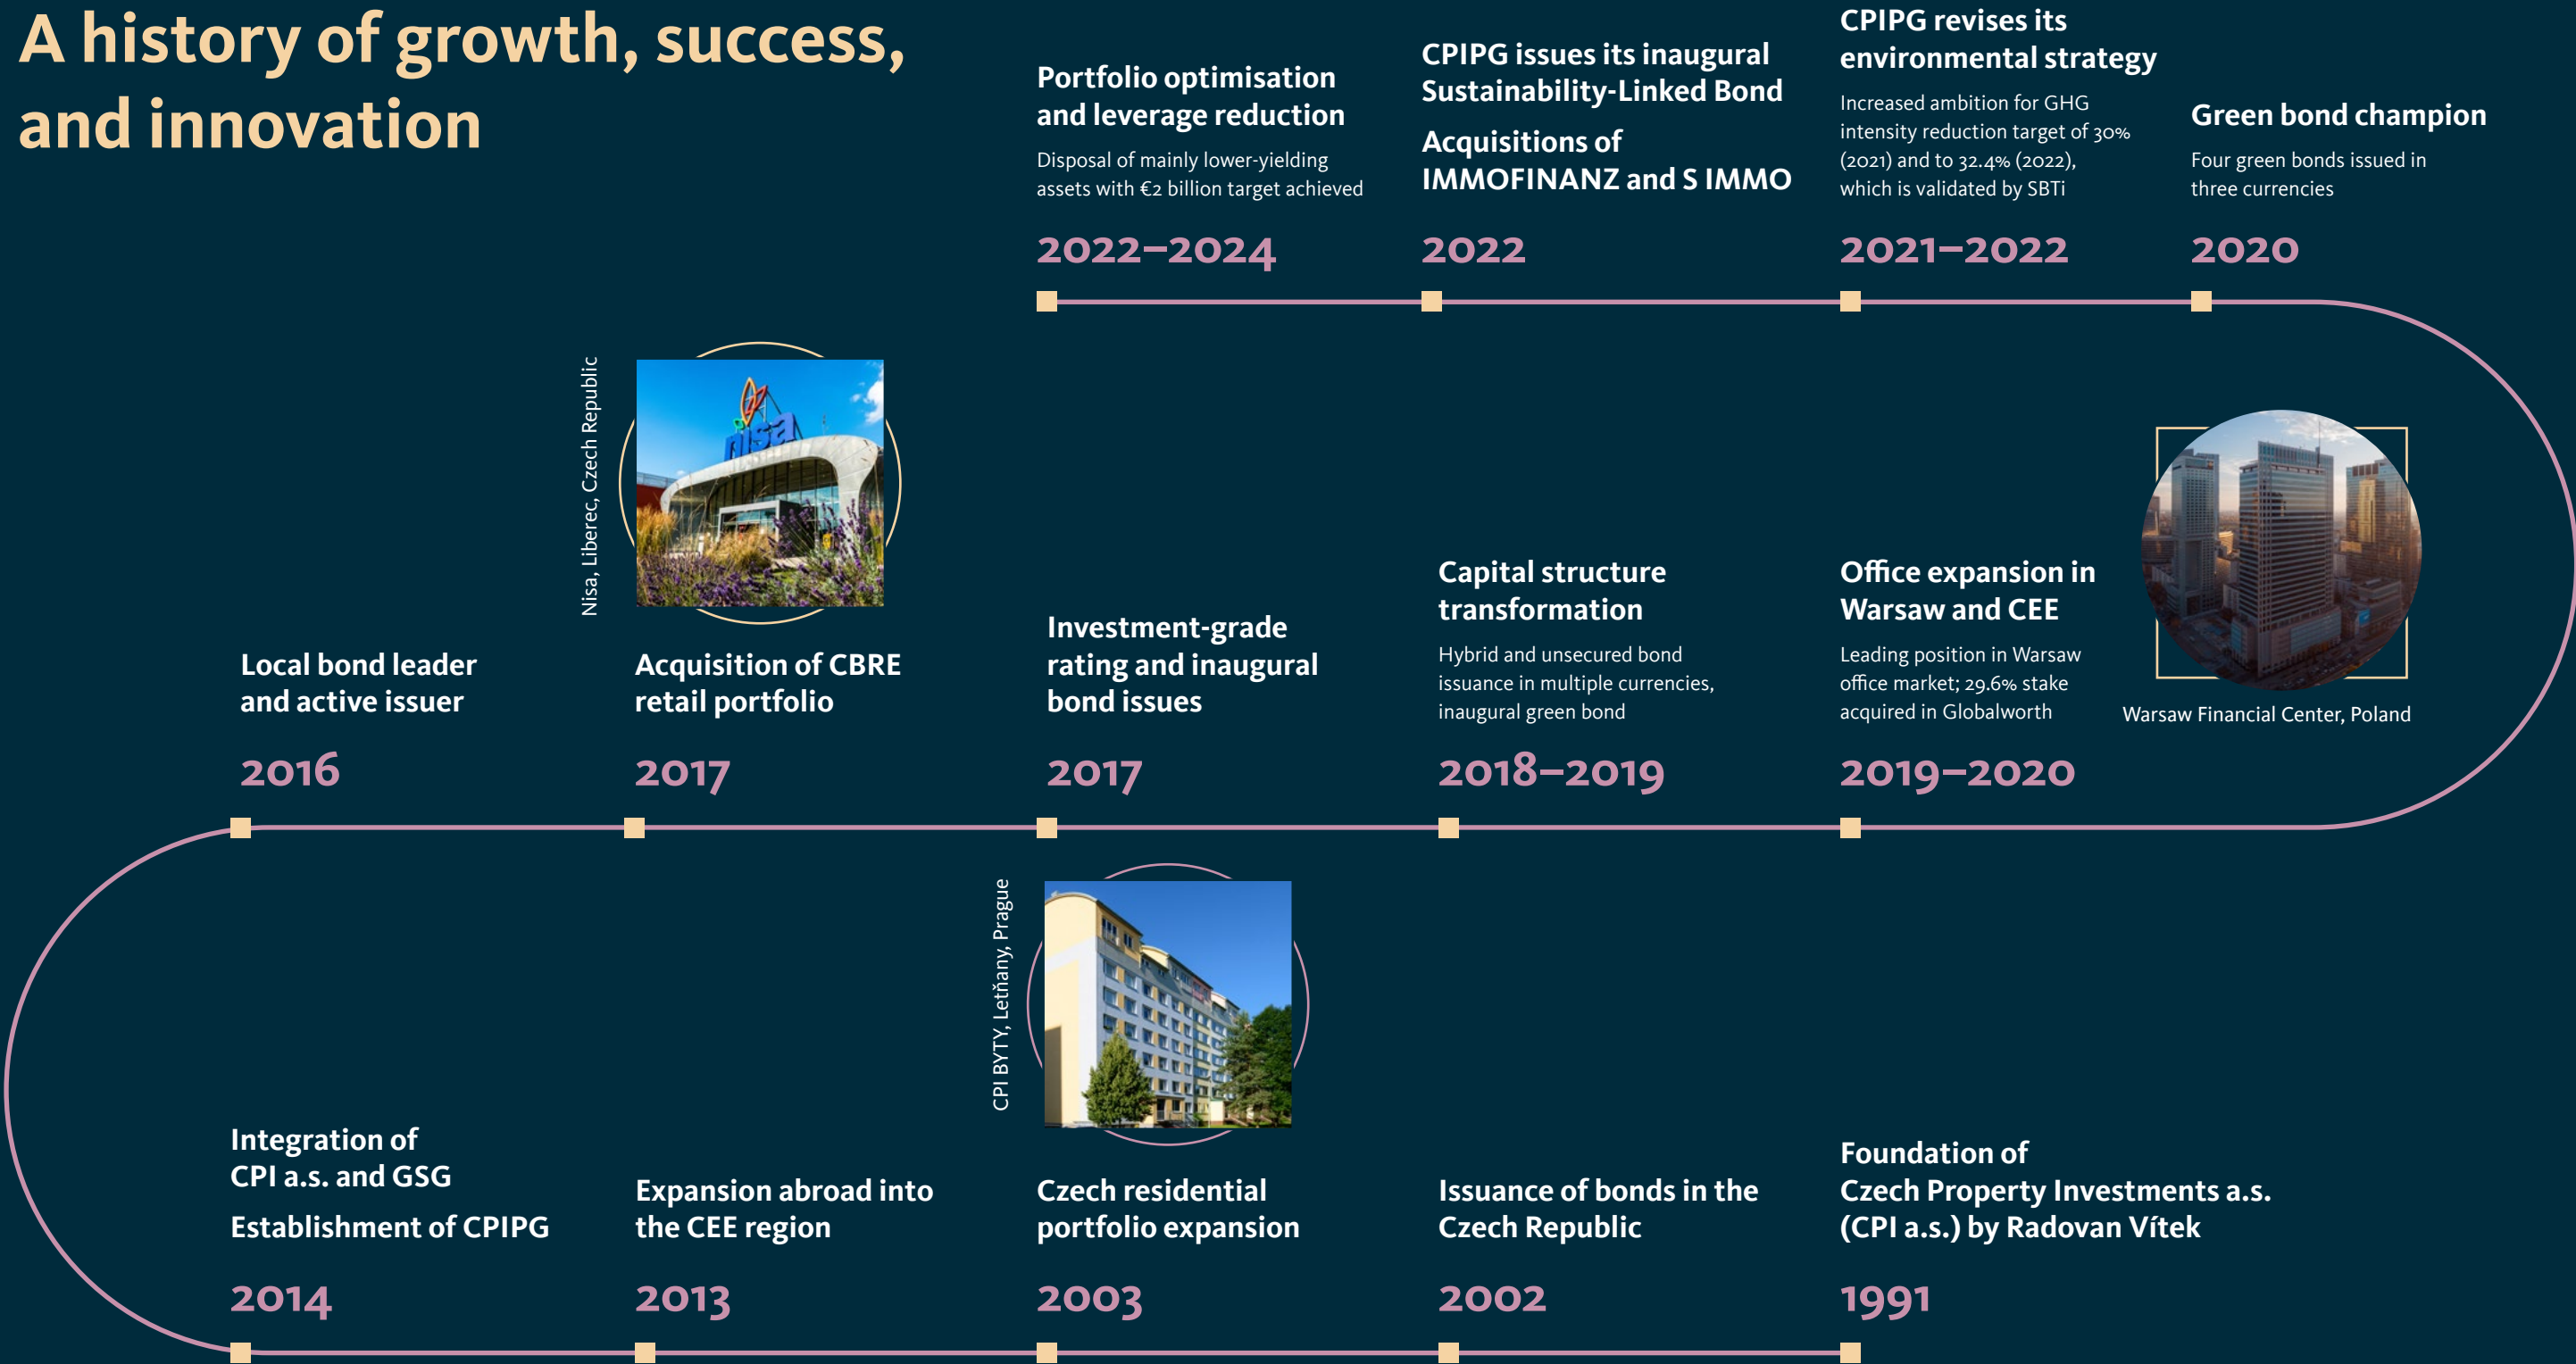 A history of growth, success,
and innovation
Portfolio optimisation
and leverage reduction
Disposal of mainly lower-yielding
assets with €2 billion target achieved
2022–2024
CPIPG issues its inaugural
Sustainability-Linked Bond
Acquisitions of
IMMOFINANZ and S IMMO
2022
CPIPG revises its
environmental strategy
Increased ambition for GHG
intensity reduction target of 30%
(2021) and to 32.4% (2022),
which is validated by SBTi
2021–2022
Green bond champion
Four green bonds issued in
three currencies
2020
Local bond leader
and active issuer
2016
Nisa, Liberec, Czech Republic
nisa
Acquisition of CBRE
retail portfolio
2017
Investment-grade
rating and inaugural
bond issues
2017
Capital structure
transformation
Hybrid and unsecured bond
issuance in multiple currencies,
inaugural green bond
2018–2019
Office expansion in
Warsaw and CEE
Leading position in Warsaw
office market; 29.6% stake
acquired in Globalworth
2019–2020
Warsaw Financial Center, Poland
Integration of
CPI a.s. and GSG
Establishment of CPIPG
2014
Expansion abroad into
the CEE region
2013
CPI BYTY, Letňany, Prague
Czech residential
portfolio expansion
2003
Issuance of bonds in the
Czech Republic
2002
Foundation of
Czech Property Investments a.s.
(CPI a.s.) by Radovan Vítek
1991